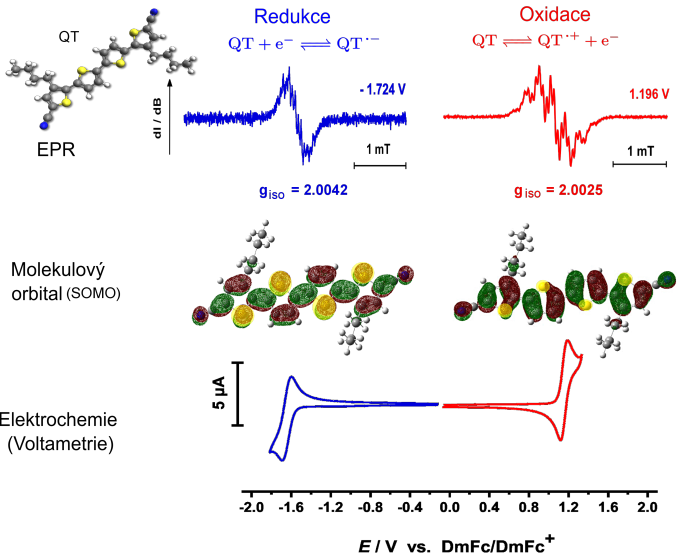 QT
Redukce
QT + e⁻ ⇌ QT·⁻
Oxidace
QT ⇌ QT·⁺ + e⁻
- 1.724 V
1.196 V
dI / dB
EPR
1 mT
1 mT
giso = 2.0042
giso = 2.0025
Molekulový
orbital (SOMO)
5 µA
Elektrochemie
(Voltametrie)
-2.0 -1.6 -1.2 -0.8 -0.4 0.0 0.4 0.8 1.2 1.6 2.0
E / V vs. DmFc/DmFc⁺